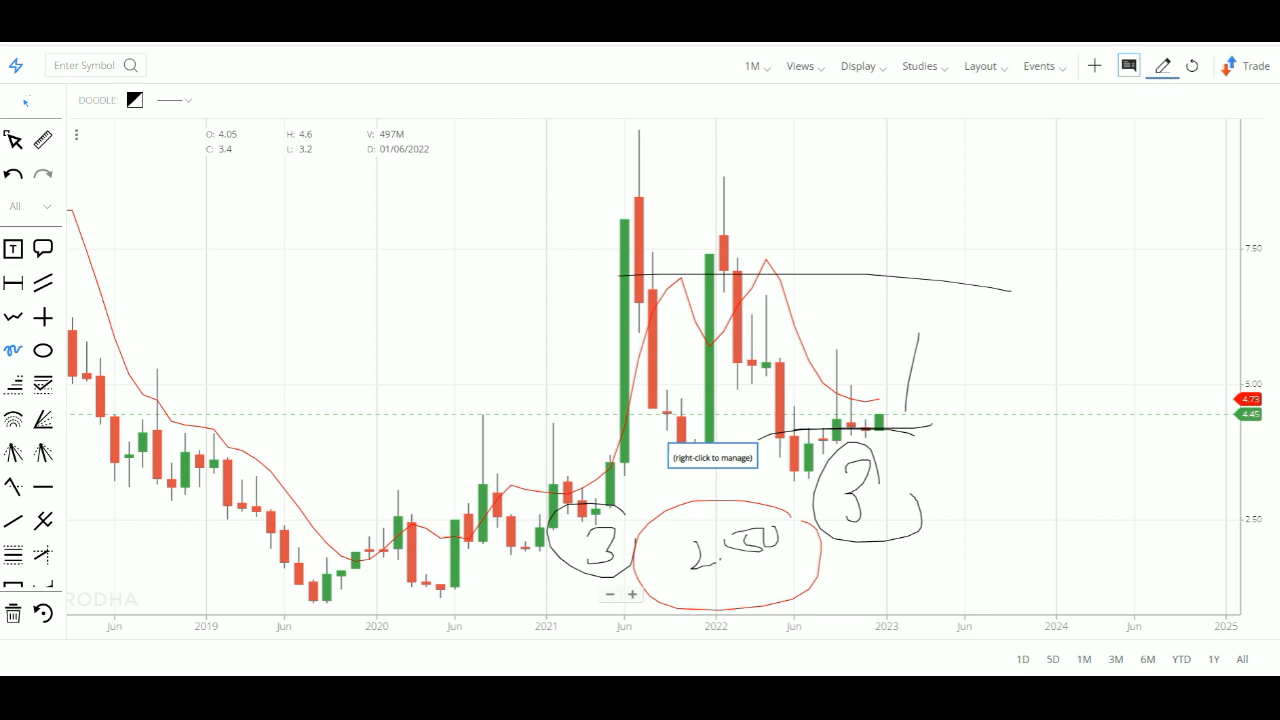 Enter Symbol
1M Views Display Studies Layout Events Trade
DOODLE:
O: 4.05 H: 4.6 V: 497M
C: 3.4 L: 3.2 D: 01/06/2022
All
T
7.50
5.00
4.73
4.45
(right-click to manage)
2.50
3
3
2.50
RODHA
Jun 2019 Jun 2020 Jun 2021 Jun 2022 Jun 2023 Jun 2024 Jun 2025
1D 5D 1M 3M 6M YTD 1Y All